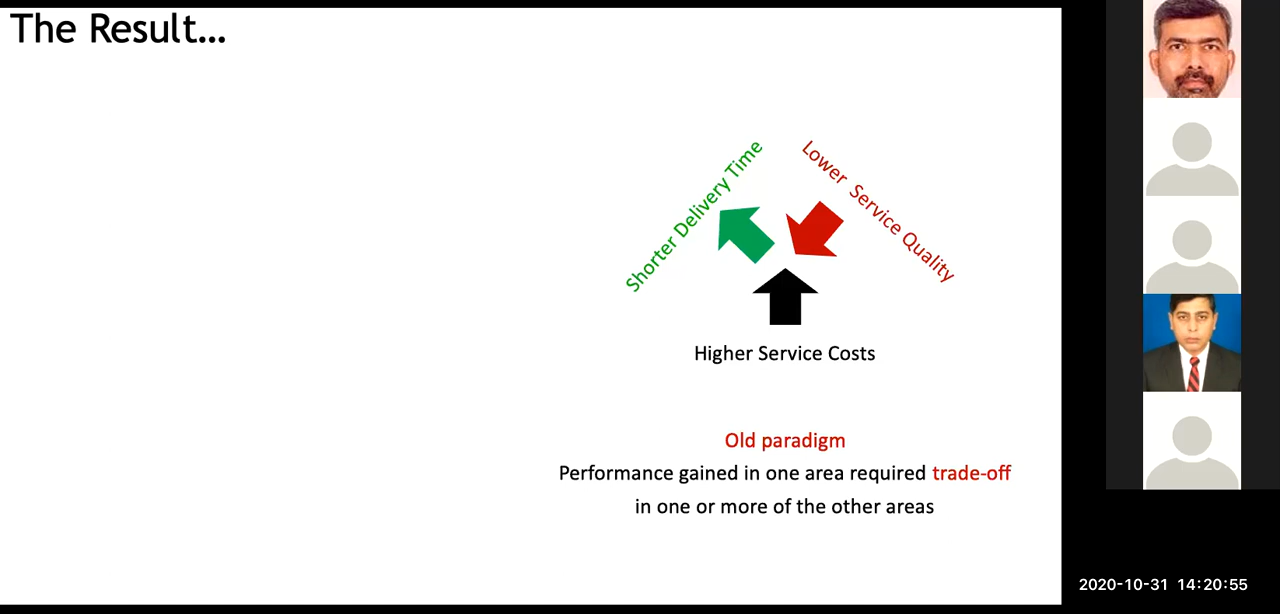 The Result...
Shorter Delivery Time
Lower Service Quality
Higher Service Costs
Old paradigm
Performance gained in one area required trade-off
in one or more of the other areas
2020-10-31 14:20:55